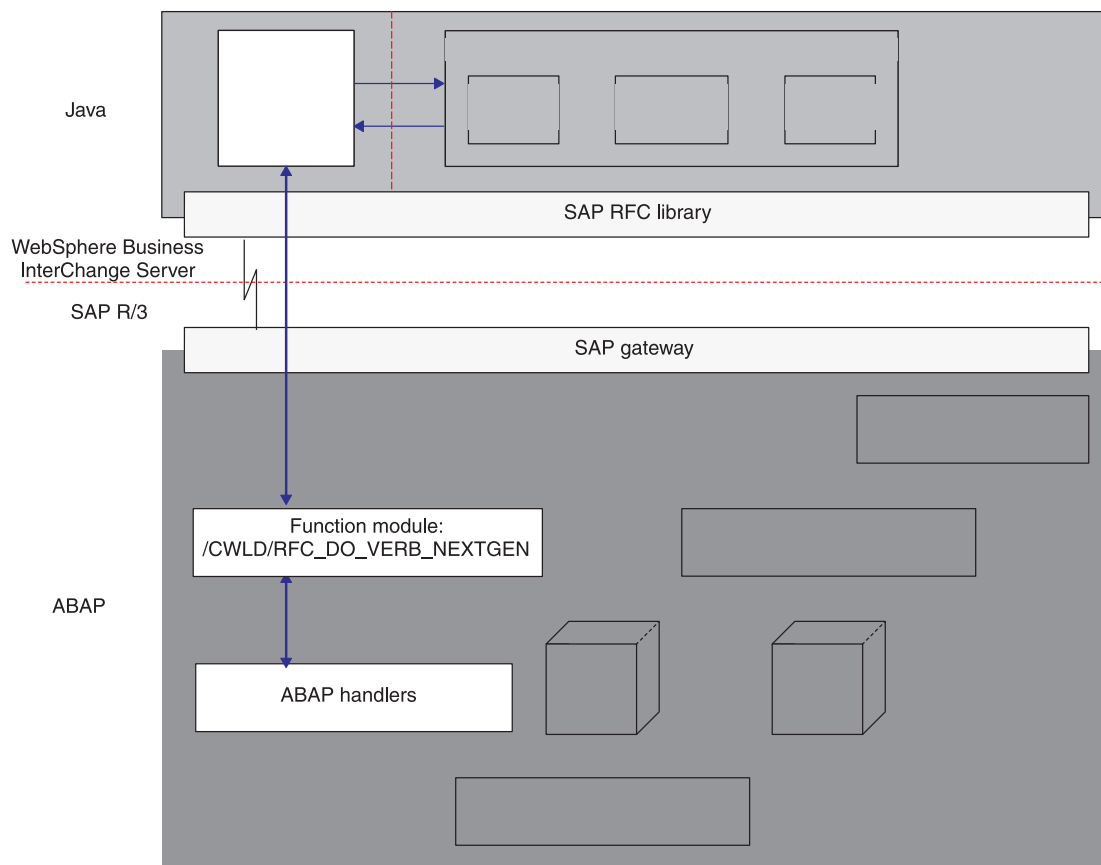 Java
SAP RFC library
WebSphere Business
InterChange Server
SAP R/3
SAP gateway
Function module:
/CWLD/RFC_DO_VERB_NEXTGEN
ABAP
ABAP handlers